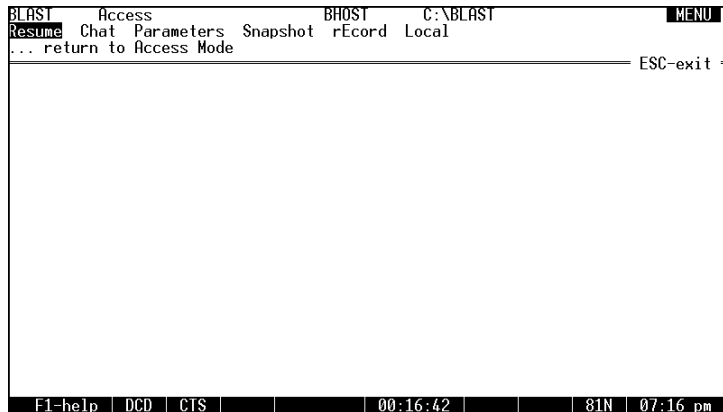 BLAST Access BHOST C:\BLAST MENU
Resume Chat Parameters Snapshot rEcord Local
... return to Access Mode
ESC-exit
F1-help DCD CTS 00:16:42 81N 07:16 pm